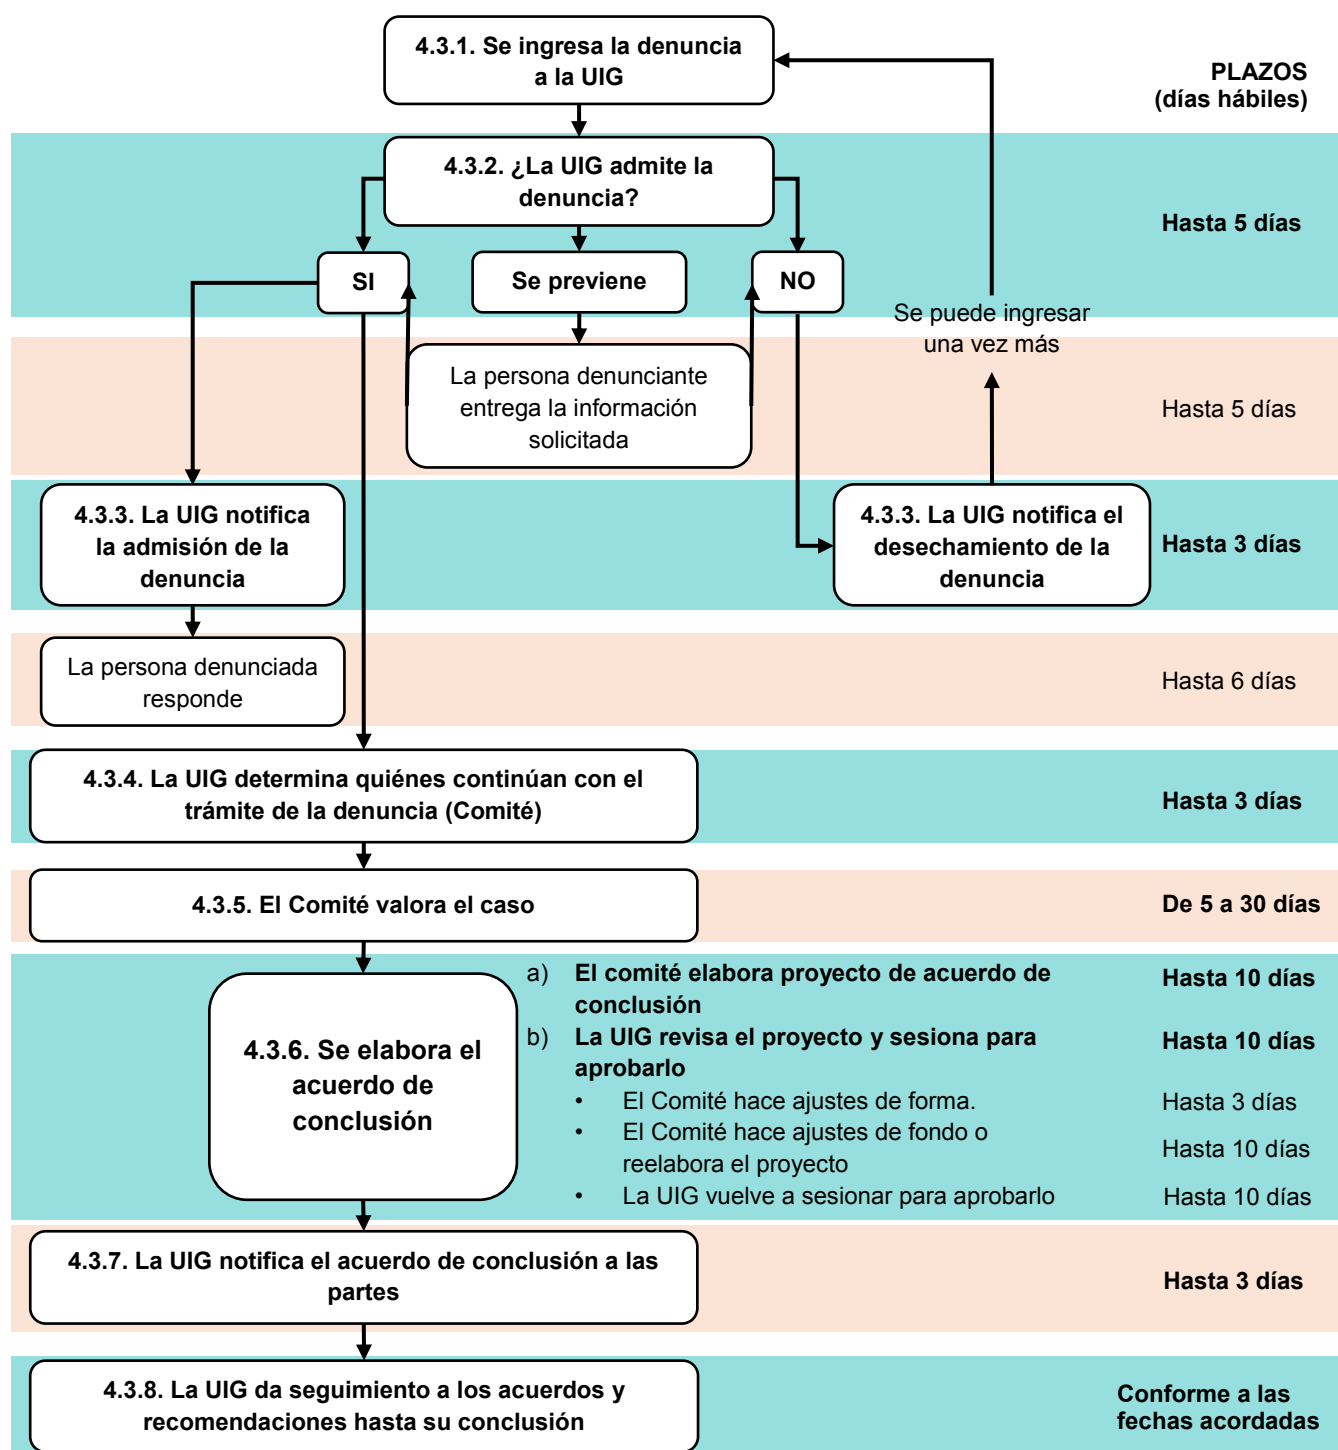 4.3.1. Se ingresa la denuncia
a la UIG
PLAZOS
(días hábiles)
4.3.2. ¿La UIG admite la
denuncia?
Hasta 5 días
SI
Se previene
NO
Se puede ingresar
una vez más
La persona denunciante
entrega la información
solicitada
Hasta 5 días
4.3.3. La UIG notifica
la admisión de la
denuncia
4.3.3. La UIG notifica el
desechamiento de la
denuncia
Hasta 3 días
La persona denunciada
responde
Hasta 6 días
4.3.4. La UIG determina quiénes continúan con el
trámite de la denuncia (Comité)
Hasta 3 días
4.3.5. El Comité valora el caso
De 5 a 30 días
4.3.6. Se elabora el
acuerdo de
conclusión
a) El comité elabora proyecto de acuerdo de
conclusión
Hasta 10 días
b) La UIG revisa el proyecto y sesiona para
aprobarlo
Hasta 10 días
• El Comité hace ajustes de forma.
Hasta 3 días
• El Comité hace ajustes de fondo o
reelabora el proyecto
Hasta 10 días
• La UIG vuelve a sesionar para aprobarlo
Hasta 10 días
4.3.7. La UIG notifica el acuerdo de conclusión a las
partes
Hasta 3 días
4.3.8. La UIG da seguimiento a los acuerdos y
recomendaciones hasta su conclusión
Conforme a las
fechas acordadas